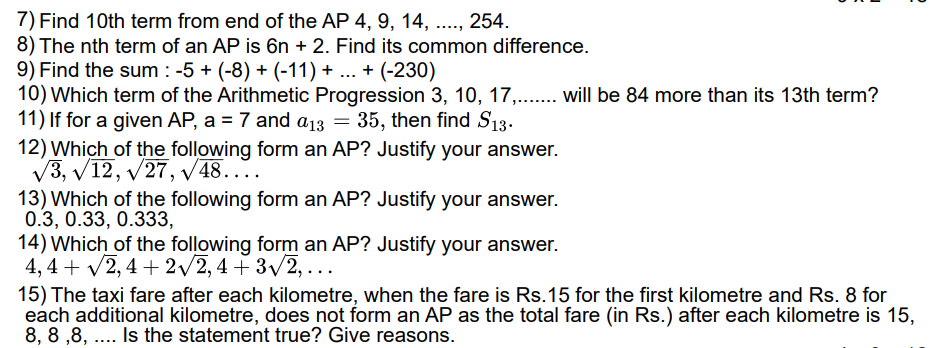 7) Find 10th term from end of the AP 4, 9, 14, ...., 254.
8) The nth term of an AP is 6n + 2. Find its common difference.
9) Find the sum : -5 + (-8) + (-11) + ... + (-230)
10) Which term of the Arithmetic Progression 3, 10, 17,....... will be 84 more than its 13th term?
11) If for a given AP, a = 7 and a₁₃ = 35, then find S₁₃.
12) Which of the following form an AP? Justify your answer.
√3, √12, √27, √48....
13) Which of the following form an AP? Justify your answer.
0.3, 0.33, 0.333,
14) Which of the following form an AP? Justify your answer.
4, 4 + √2, 4 + 2√2, 4 + 3√2, ...
15) The taxi fare after each kilometre, when the fare is Rs.15 for the first kilometre and Rs. 8 for
each additional kilometre, does not form an AP as the total fare (in Rs.) after each kilometre is 15,
8, 8 ,8, .... Is the statement true? Give reasons.